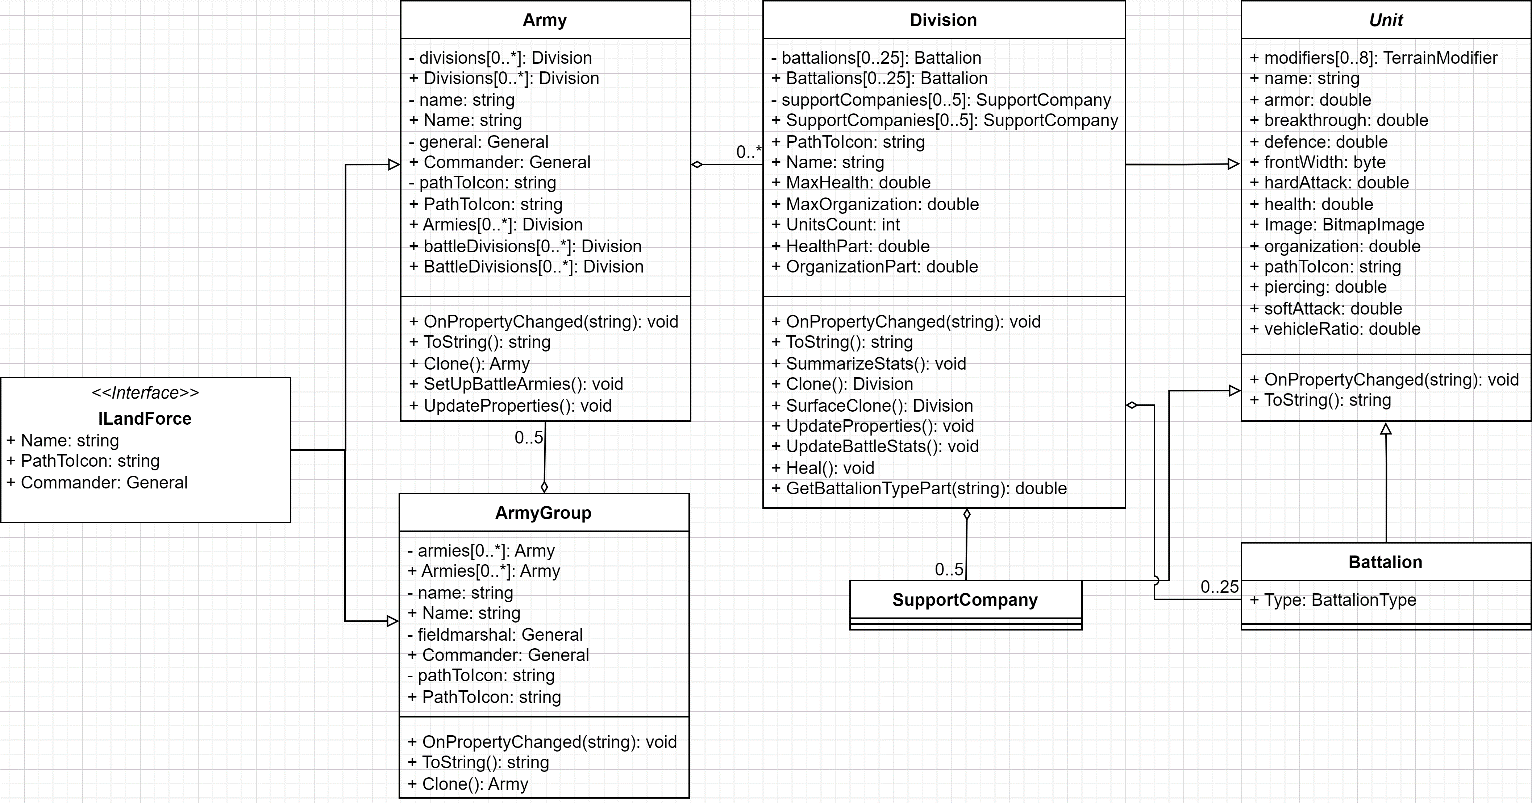 Army
- divisions[0..*]: Division
+ Divisions[0..*]: Division
- name: string
+ Name: string
- general: General
+ Commander: General
- pathToIcon: string
+ PathToIcon: string
+ Armies[0..*]: Division
+ battleDivisions[0..*]: Division
+ BattleDivisions[0..*]: Division
+ OnPropertyChanged(string): void
+ ToString(): string
+ Clone(): Army
+ SetUpBattleArmies(): void
+ UpdateProperties(): void
0..*
Division
- battalions[0..25]: Battalion
+ Battalions[0..25]: Battalion
- supportCompanies[0..5]: SupportCompany
+ SupportCompanies[0..5]: SupportCompany
+ PathToIcon: string
+ Name: string
+ MaxHealth: double
+ MaxOrganization: double
+ UnitsCount: int
+ HealthPart: double
+ OrganizationPart: double
+ OnPropertyChanged(string): void
+ ToString(): string
+ SummarizeStats(): void
+ Clone(): Division
+ SurfaceClone(): Division
+ UpdateProperties(): void
+ UpdateBattleStats(): void
+ Heal(): void
+ GetBattalionTypePart(string): double
Unit
+ modifiers[0..8]: TerrainModifier
+ name: string
+ armor: double
+ breakthrough: double
+ defence: double
+ frontWidth: byte
+ hardAttack: double
+ health: double
+ Image: BitmapImage
+ organization: double
+ pathToIcon: string
+ piercing: double
+ softAttack: double
+ vehicleRatio: double
+ OnPropertyChanged(string): void
+ ToString(): string
<<Interface>>
ILandForce
+ Name: string
+ PathToIcon: string
+ Commander: General
0..5
ArmyGroup
- armies[0..*]: Army
+ Armies[0..*]: Army
- name: string
+ Name: string
- fieldmarshal: General
+ Commander: General
- pathToIcon: string
+ PathToIcon: string
+ OnPropertyChanged(string): void
+ ToString(): string
+ Clone(): Army
0..5
SupportCompany
0..25
Battalion
+ Type: BattalionType